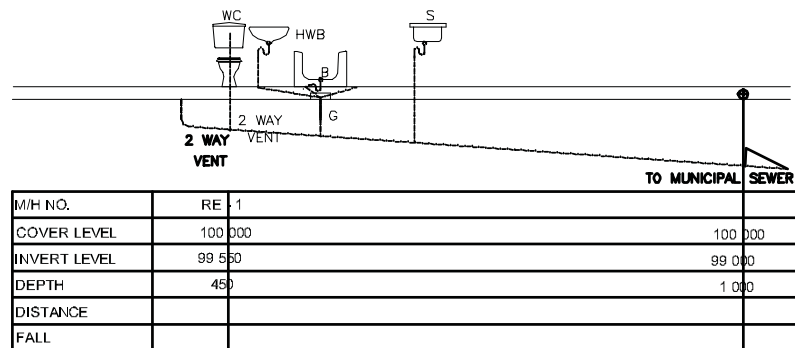 WC
S
HWB
B
G
2 WAY
VENT
2 WAY
VENT
TO MUNICIPAL SEWER
M/H NO. RE - 1
COVER LEVEL 100 000 100 000
INVERT LEVEL 99 550 99 000
DEPTH 450 1 000
DISTANCE
FALL